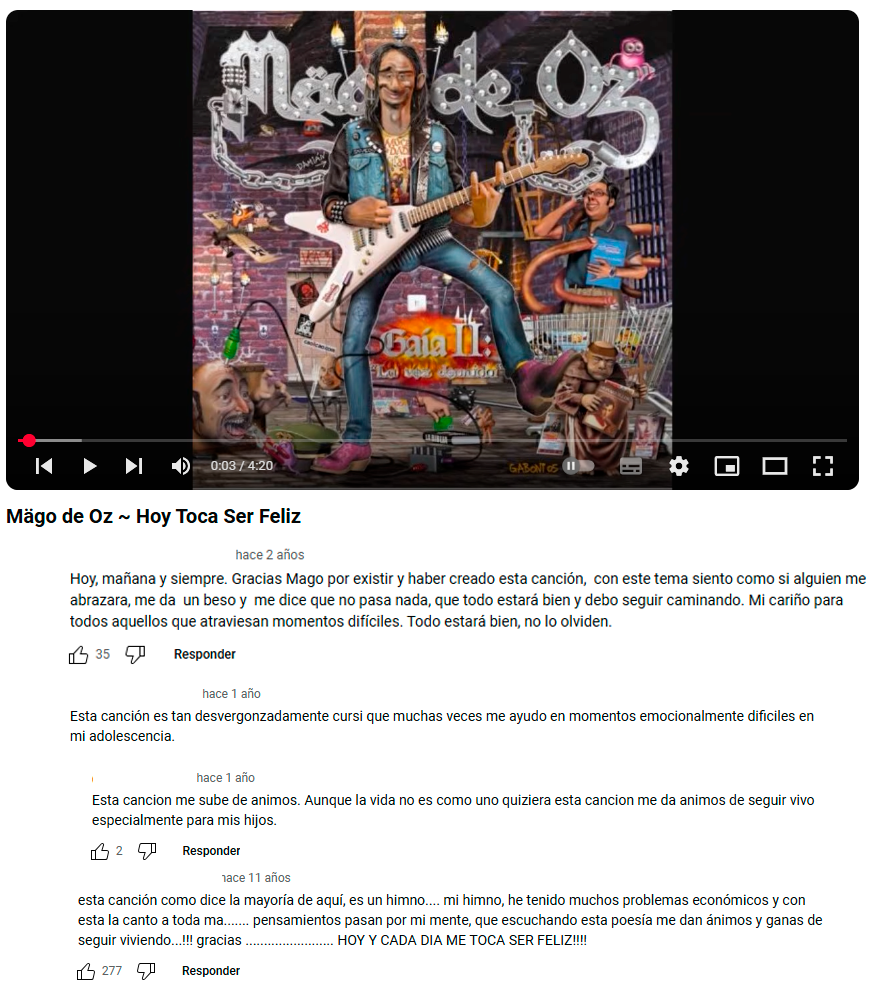 Mägo de Oz
DAMIÁN
Gaia II:
La voz dormida
GABONTOS
0:03 / 4:20
Mägo de Oz ~ Hoy Toca Ser Feliz
hace 2 años
Hoy, mañana y siempre. Gracias Mago por existir y haber creado esta canción, con este tema siento como si alguien me
abrazara, me da un beso y me dice que no pasa nada, que todo estará bien y debo seguir caminando. Mi cariño para
todos aquellos que atraviesan momentos difíciles. Todo estará bien, no lo olviden.
35 Responder
hace 1 año
Esta canción es tan desvergonzadamente cursi que muchas veces me ayudo en momentos emocionalmente dificiles en
mi adolescencia.
hace 1 año
Esta cancion me sube de animos. Aunque la vida no es como uno quiziera esta cancion me da animos de seguir vivo
especialmente para mis hijos.
2 Responder
hace 11 años
esta canción como dice la mayoría de aquí, es un himno.... mi himno, he tenido muchos problemas económicos y con
esta la canto a toda ma....... pensamientos pasan por mi mente, que escuchando esta poesía me dan ánimos y ganas de
seguir viviendo...!!! gracias ........................ HOY Y CADA DIA ME TOCA SER FELIZ!!!!
277 Responder